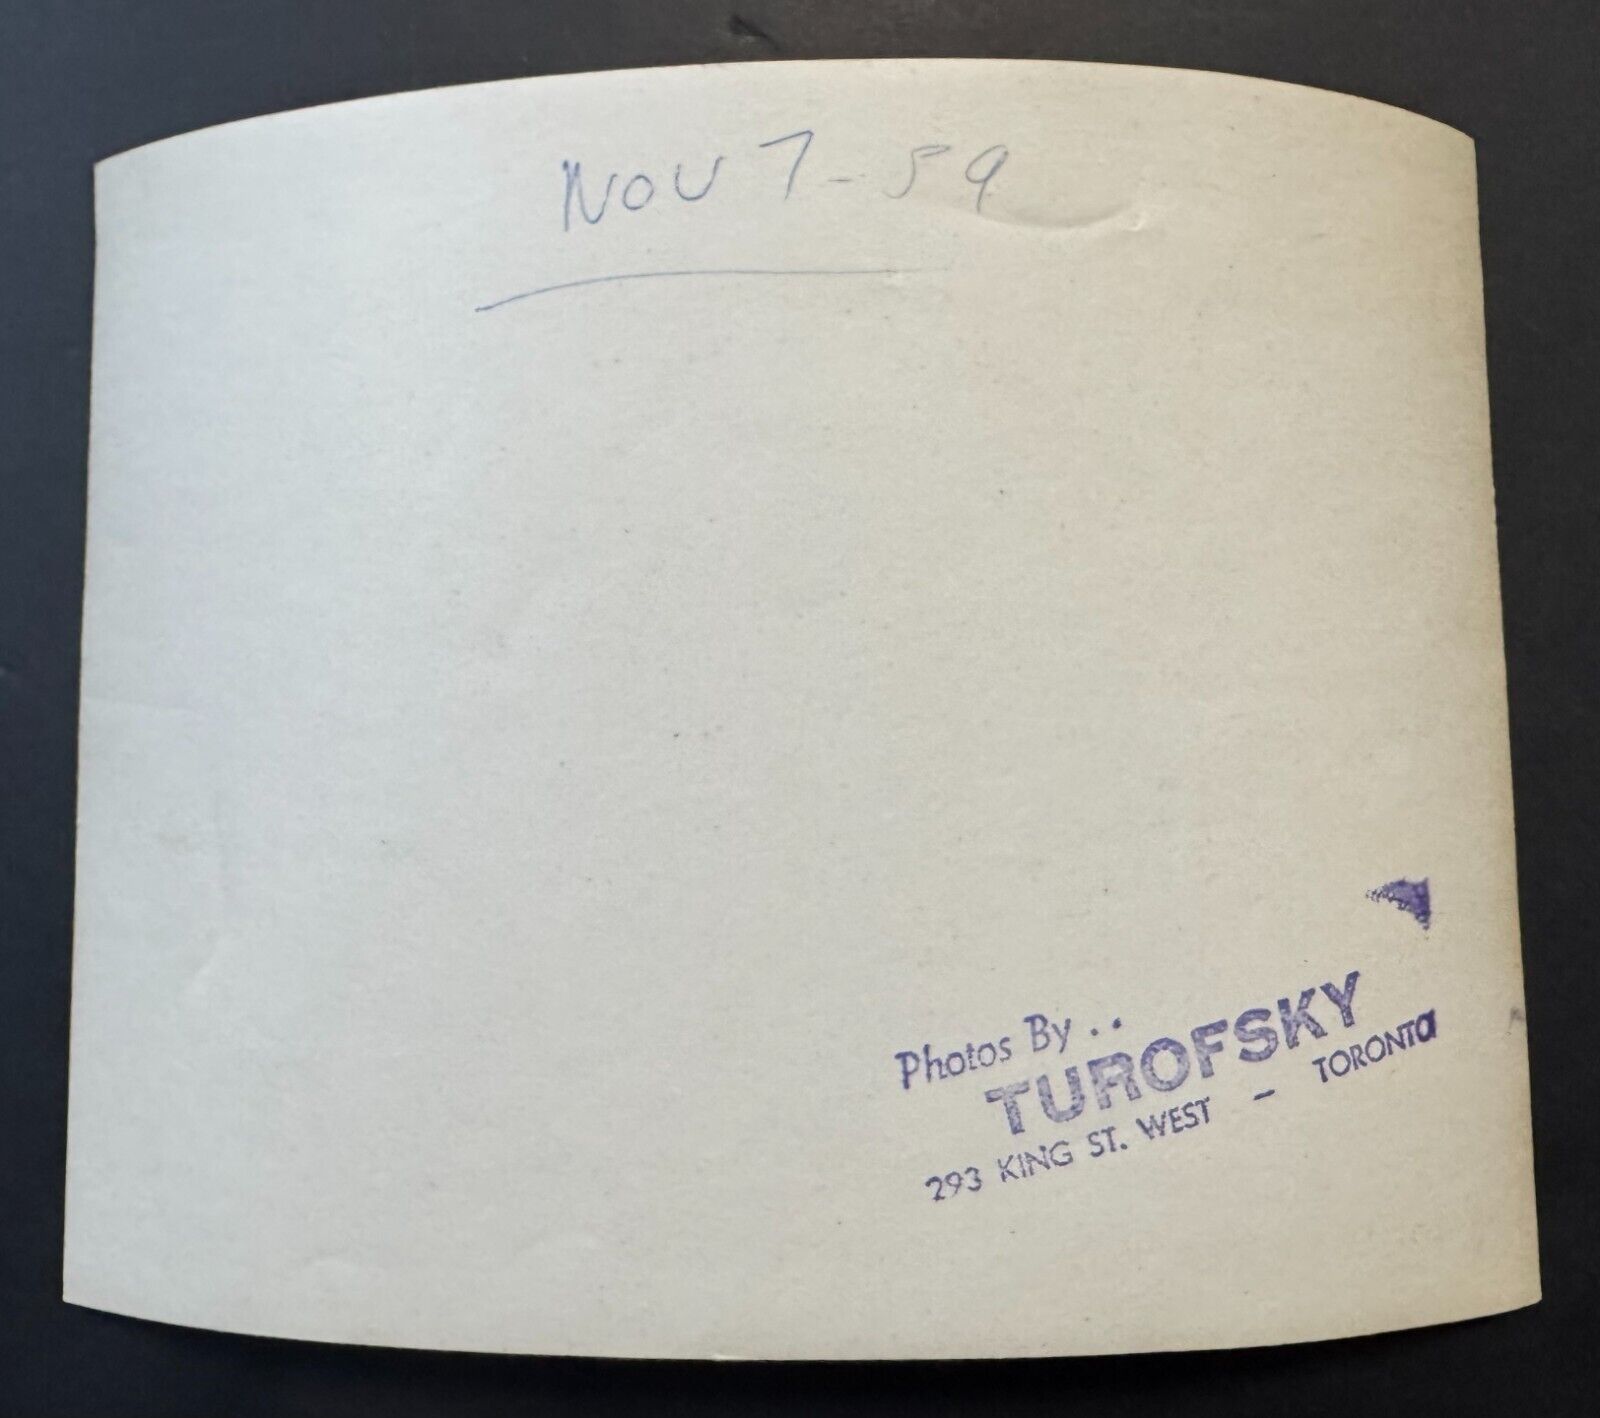 NOV 7-59
Photos By ..
TUROFSKY
293 KING ST. WEST - TORONTO